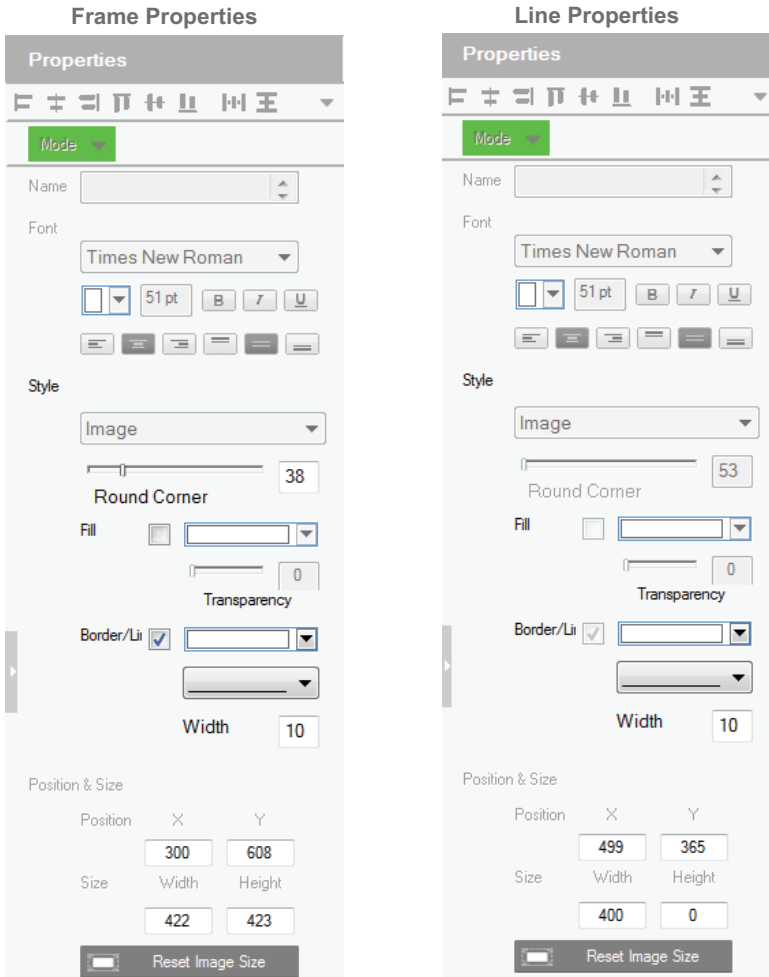 Frame Properties
Properties
Mode
Name
Font
Times New Roman
51 pt
B I U
Style
Image
38
Round Corner
Fill
0
Transparency
Border/Li
Width 10
Position & Size
Position X Y
300 608
Size Width Height
422 423
Reset Image Size
Line Properties
Properties
Mode
Name
Font
Times New Roman
51 pt
B I U
Style
Image
53
Round Corner
Fill
0
Transparency
Border/Li
Width 10
Position & Size
Position X Y
499 365
Size Width Height
400 0
Reset Image Size